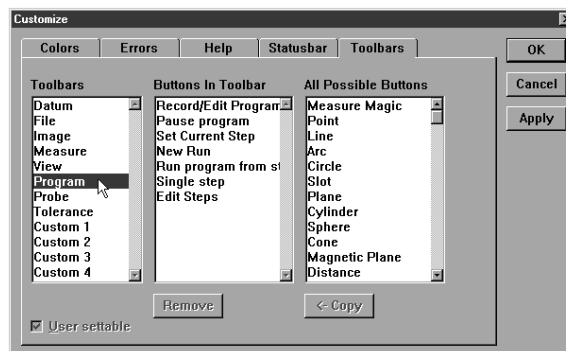 Customize
Colors Errors Help Statusbar Toolbars
OK
Cancel
Apply
Toolbars
Datum
File
Image
Measure
View
Program
Probe
Tolerance
Custom 1
Custom 2
Custom 3
Custom 4
Buttons In Toolbar
Record/Edit Program
Pause program
Set Current Step
New Run
Run program from st
Single step
Edit Steps
Remove
All Possible Buttons
Measure Magic
Point
Line
Arc
Circle
Slot
Plane
Cylinder
Sphere
Cone
Magnetic Plane
Distance
<- Copy
User settable